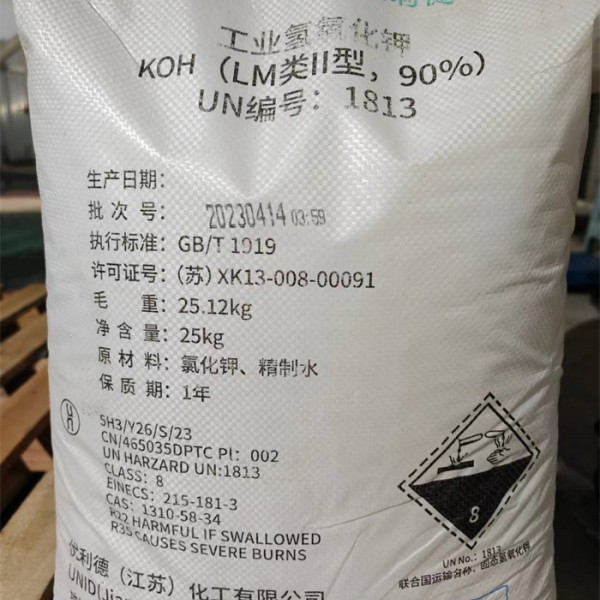 工业氢氧化钾
KOH（LM类II型，90%）
UN编号：1813
生产日期：
批 次 号： 20230414 03:59
执行标准：GB/T 1919
许可证号：（苏）XK13-008-00091
毛 重：25.12kg
净 含 量：25kg
原 材 料：氯化钾、精制水
保 质 期：1年
H
5H3/Y26/S/23
CN/465035DPTC PI：002
UN HARZARD UN:1813
CLASS：8
EINECS：215-181-3
CAS：1310-58-34
R22 HARMFUL IF SWALLOWED
R35 CAUSES SEVERE BURNS
8
UN No.：1813
联合国运输名称：固态氢氧化钾
优利德（江苏）化工有限公司
UNID(Jian